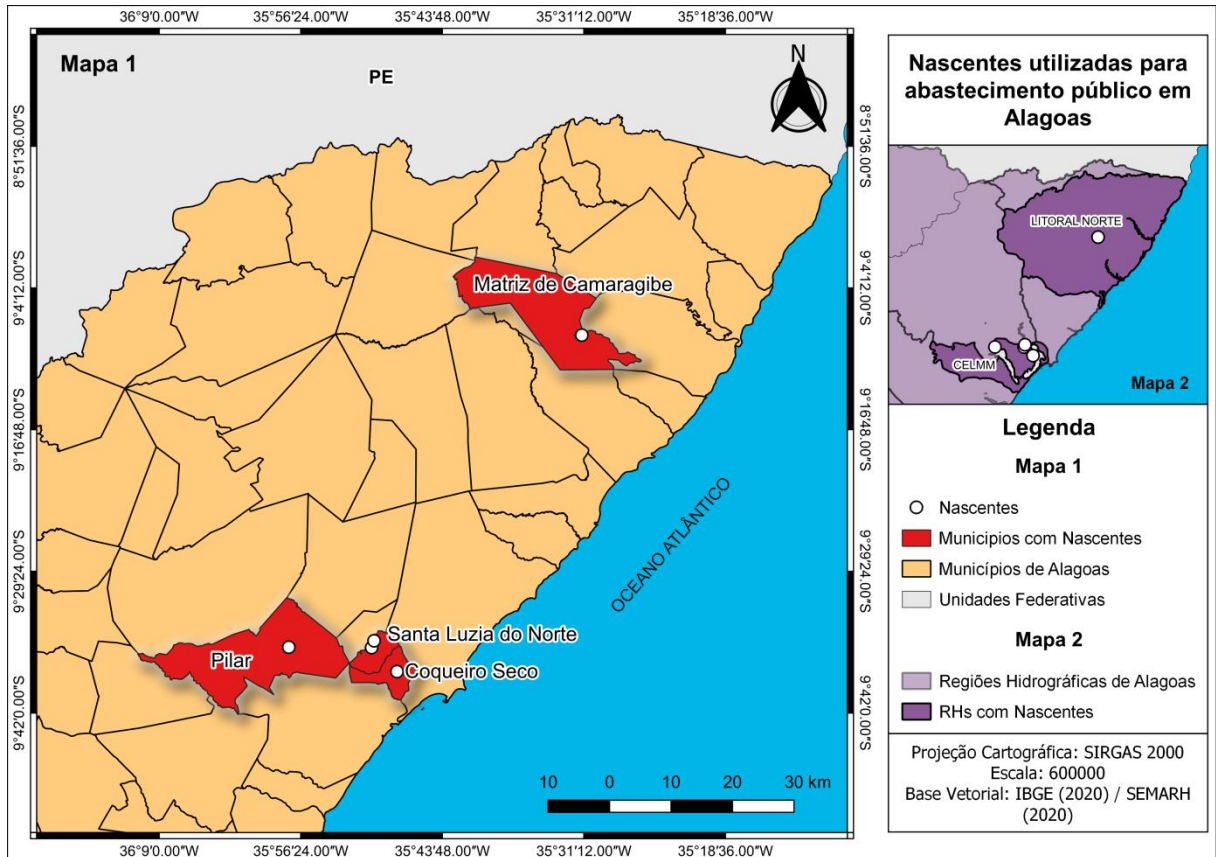 36°90.00"W 35°56'24.00"W 35°43'48.00"W 35°31'12.00"W 35°18'36.00"W
Mapa 1
PE
N
8°51'36.00"S
9°4'12.00"S
9°16'48.00"S
9°29'24.00"S
9°42'0.00"S
Matriz de Camaragibe
OCEANO ATLÂNTICO
Santa Luzia do Norte
Pilar
Coqueiro Seco
10 0 10 20 30 km
8°51'36.00"S
9°4'12.00"S
9°16'48.00"S
9°29'24.00"S
9°42'0.00"S
36°90.00"W 35°56'24.00"W 35°43'48.00"W 35°31'12.00"W 35°18'36.00"W
Nascentes utilizadas para
abastecimento público em
Alagoas
LITORAL NORTE
CELMM
Mapa 2
Legenda
Mapa 1
Nascentes
Municipios com Nascentes
Municípios de Alagoas
Unidades Federativas
Mapa 2
Regiões Hidrográficas de Alagoas
RHs com Nascentes
Projeção Cartográfica: SIRGAS 2000
Escala: 600000
Base Vetorial: IBGE (2020) / SEMARH
(2020)